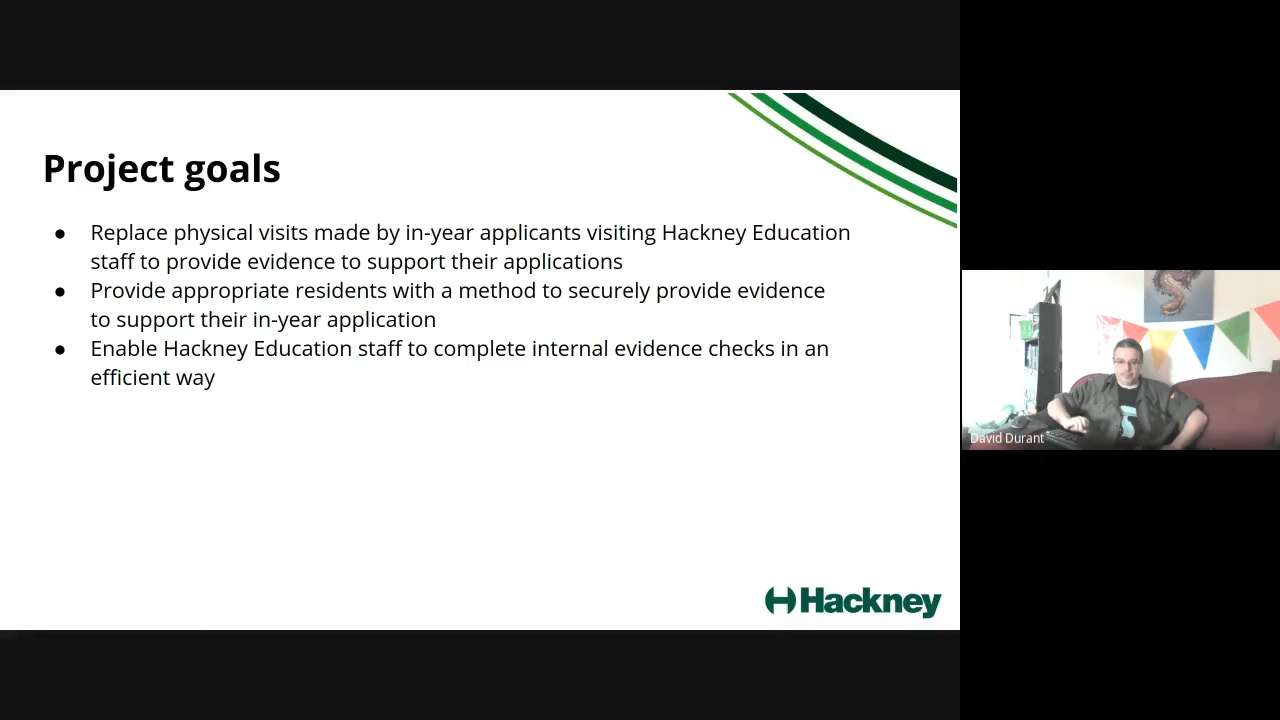 Project goals
● Replace physical visits made by in-year applicants visiting Hackney Education
staff to provide evidence to support their applications
● Provide appropriate residents with a method to securely provide evidence
to support their in-year application
● Enable Hackney Education staff to complete internal evidence checks in an
efficient way
David Durant
Hackney